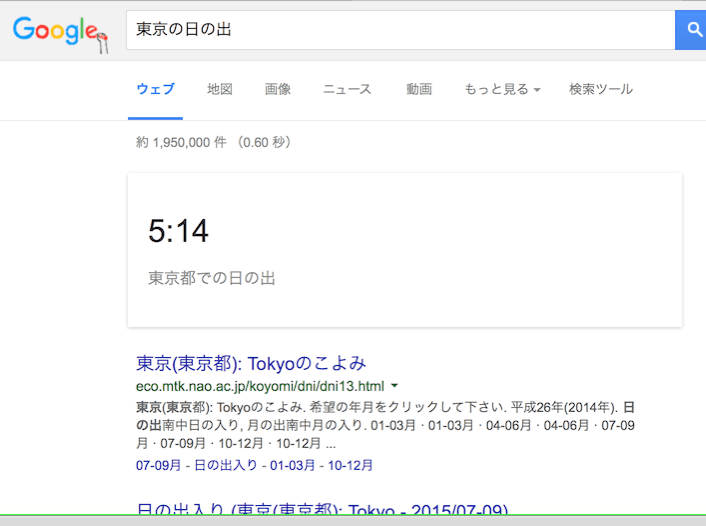 Google
東京の日の出
ウェブ 地図 画像 ニュース 動画 もっと見る 検索ツール
約 1,950,000 件 (0.60 秒)
5:14
東京都での日の出
東京(東京都): Tokyoのこよみ
eco.mtk.nao.ac.jp/koyomi/dni/dni13.html
東京(東京都): Tokyoのこよみ. 希望の年月をクリックして下さい. 平成26年(2014年). 日
の出南中日の入り, 月の出南中月の入り. 01-03月 · 01-03月 · 04-06月 · 04-06月 · 07-09
月 · 07-09月 · 10-12月 · 10-12月 ...
07-09月 - 日の出入り - 01-03月 - 10-12月
日の出入り (東京(東京都): Tokyo - 2015/07-09)